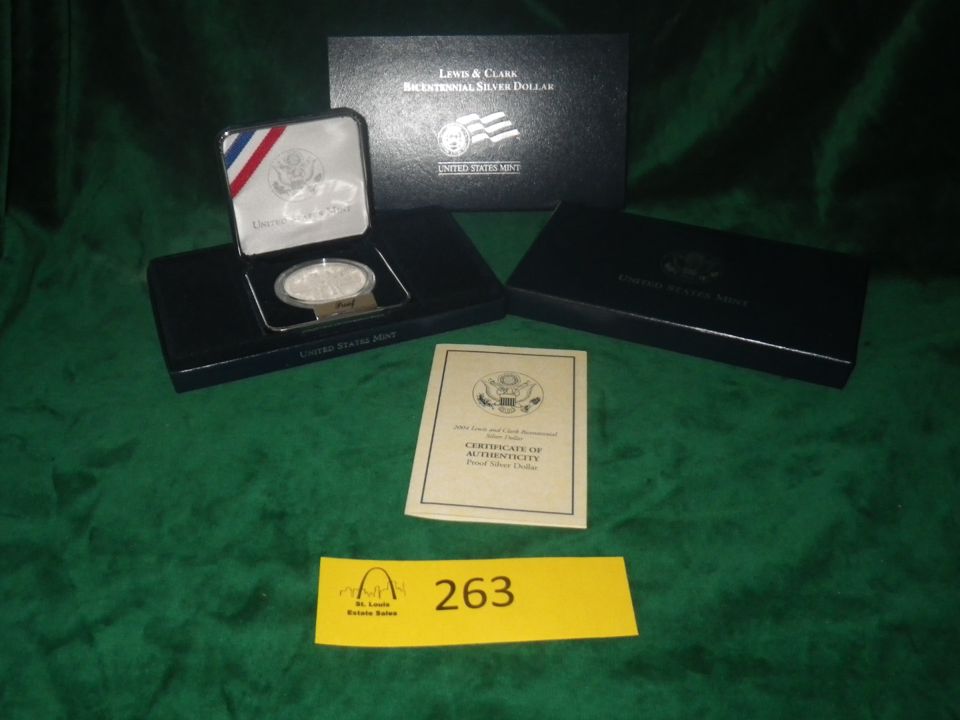 LEWIS & CLARK
BICENTENNIAL SILVER DOLLAR
UNITED STATES MINT
UNITED STATES MINT
Proof
UNITED STATES MINT
UNITED STATES MINT
2004 Lewis and Clark Bicentennial
Silver Dollar
CERTIFICATE OF
AUTHENTICITY
Proof Silver Dollar
St. Louis
Estate Sales
263